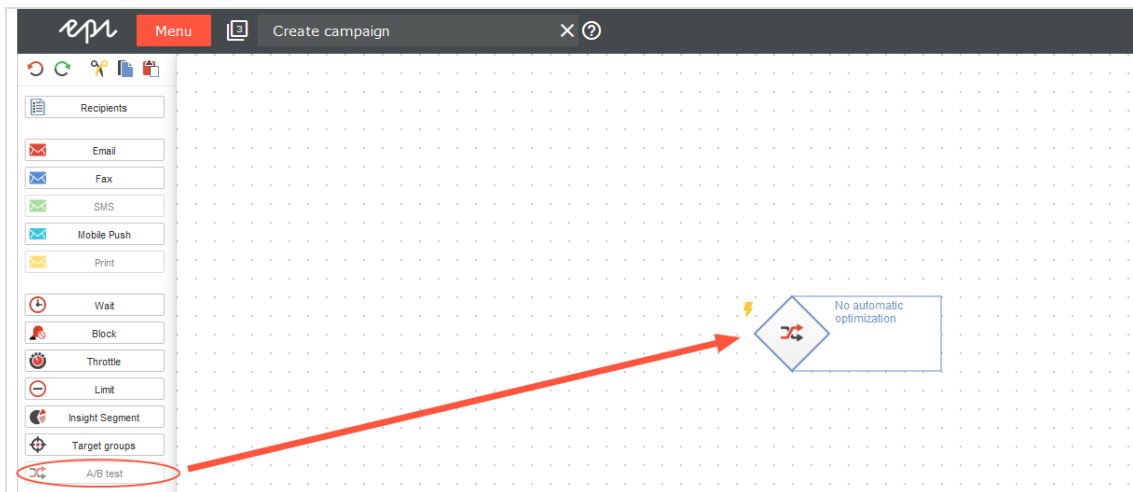 epi
Menu
3
Create campaign
Recipients
Email
Fax
SMS
Mobile Push
Print
Wait
Block
Throttle
Limit
Insight Segment
Target groups
A/B test
No automatic
optimization